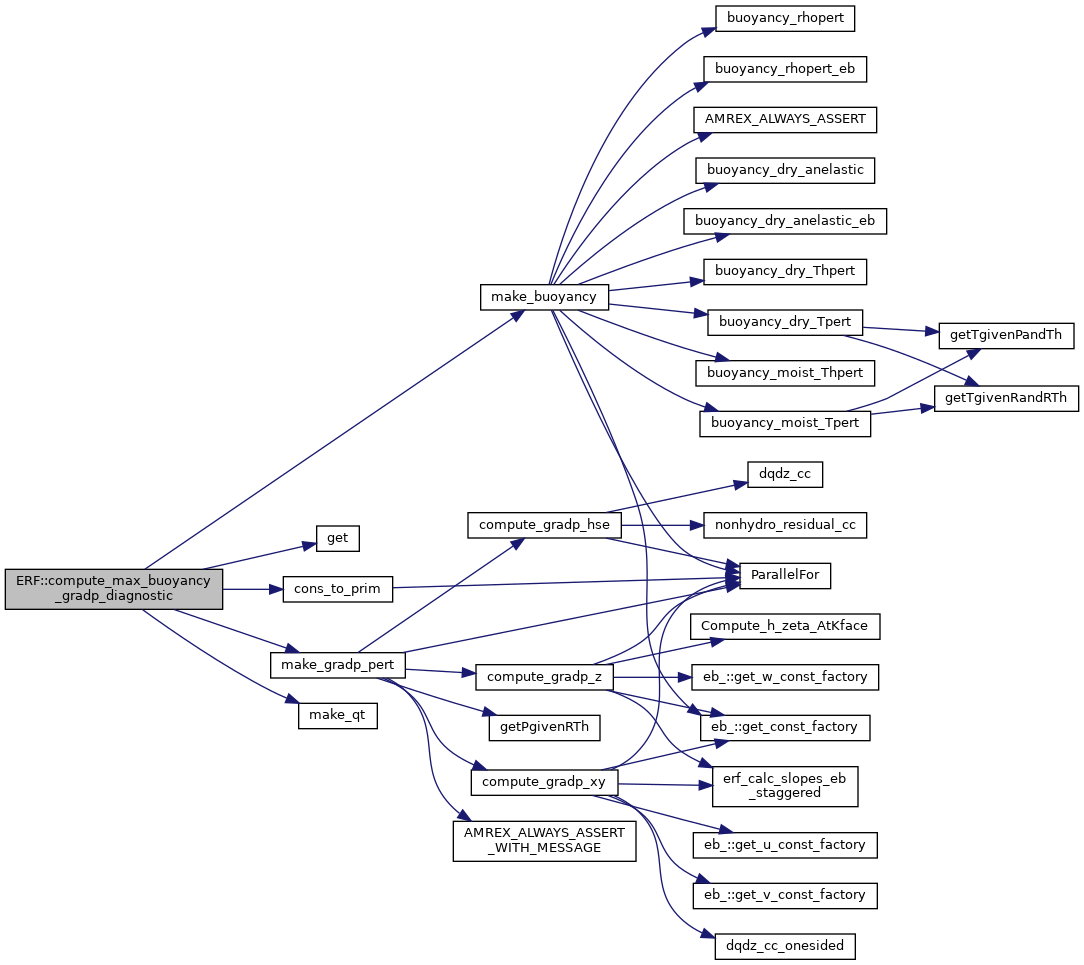 ERF::compute_max_buoyancy
_gradp_diagnostic
make_buoyancy
get
cons_to_prim
make_gradp_pert
make_qt
buoyancy_rhopert
buoyancy_rhopert_eb
AMREX_ALWAYS_ASSERT
buoyancy_dry_anelastic
buoyancy_dry_anelastic_eb
buoyancy_dry_Thpert
buoyancy_dry_Tpert
buoyancy_moist_Thpert
buoyancy_moist_Tpert
getTgivenPandTh
getTgivenRandRTh
compute_gradp_hse
compute_gradp_z
getPgivenRTh
compute_gradp_xy
AMREX_ALWAYS_ASSERT
_WITH_MESSAGE
dqdz_cc
nonhydro_residual_cc
ParallelFor
Compute_h_zeta_AtKface
eb_::get_w_const_factory
eb_::get_const_factory
erf_calc_slopes_eb
_staggered
eb_::get_u_const_factory
eb_::get_v_const_factory
dqdz_cc_onesided